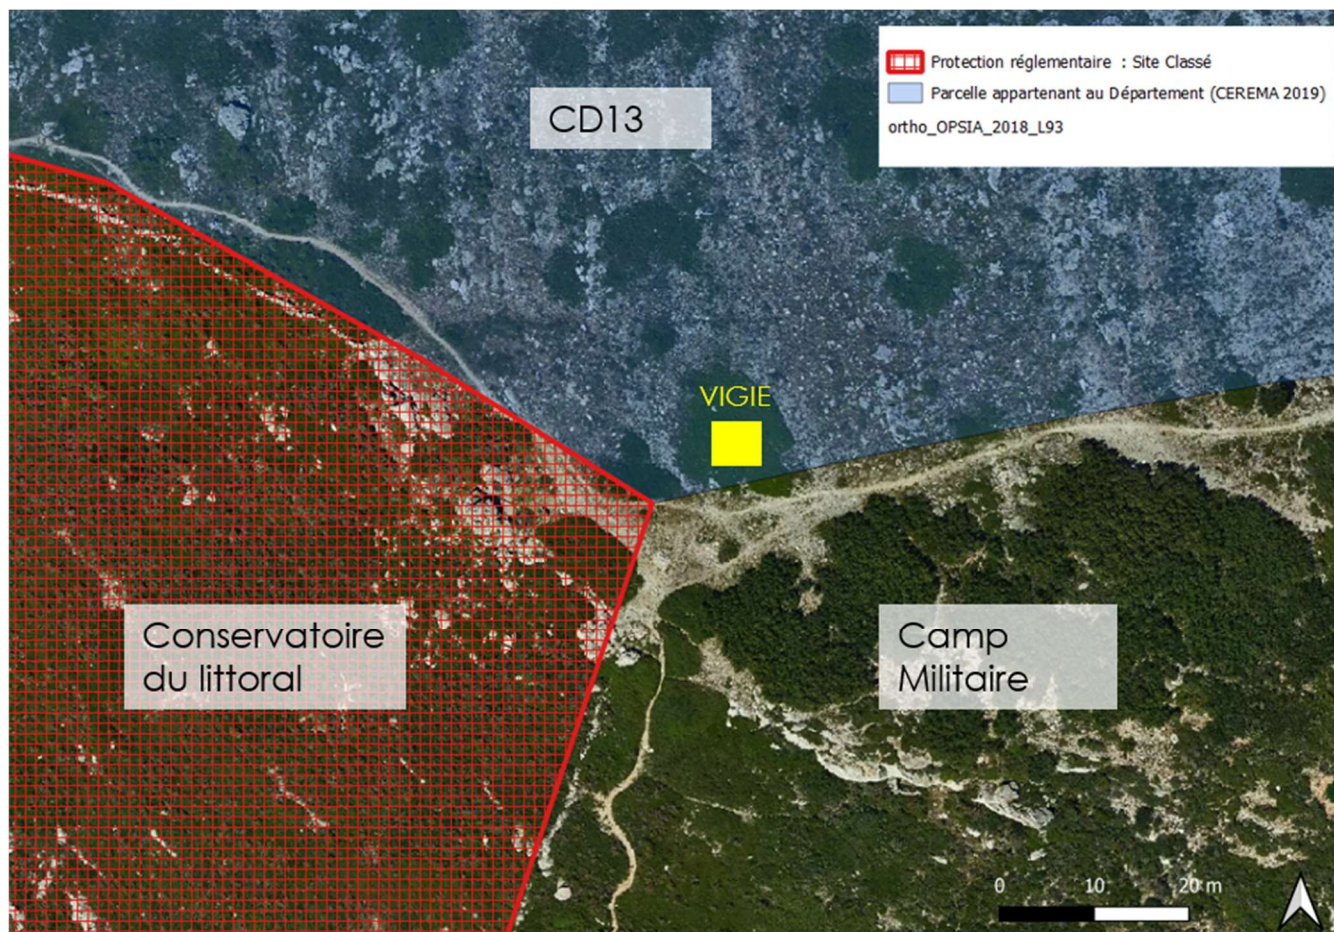 CD13
Protection réglementaire : Site Classé
Parcelle appartenant au Département (CEREMA 2019)
ortho_OPSIA_2018_L93
VIGIE
Conservatoire
du littoral
Camp
Militaire
0 10 20 m